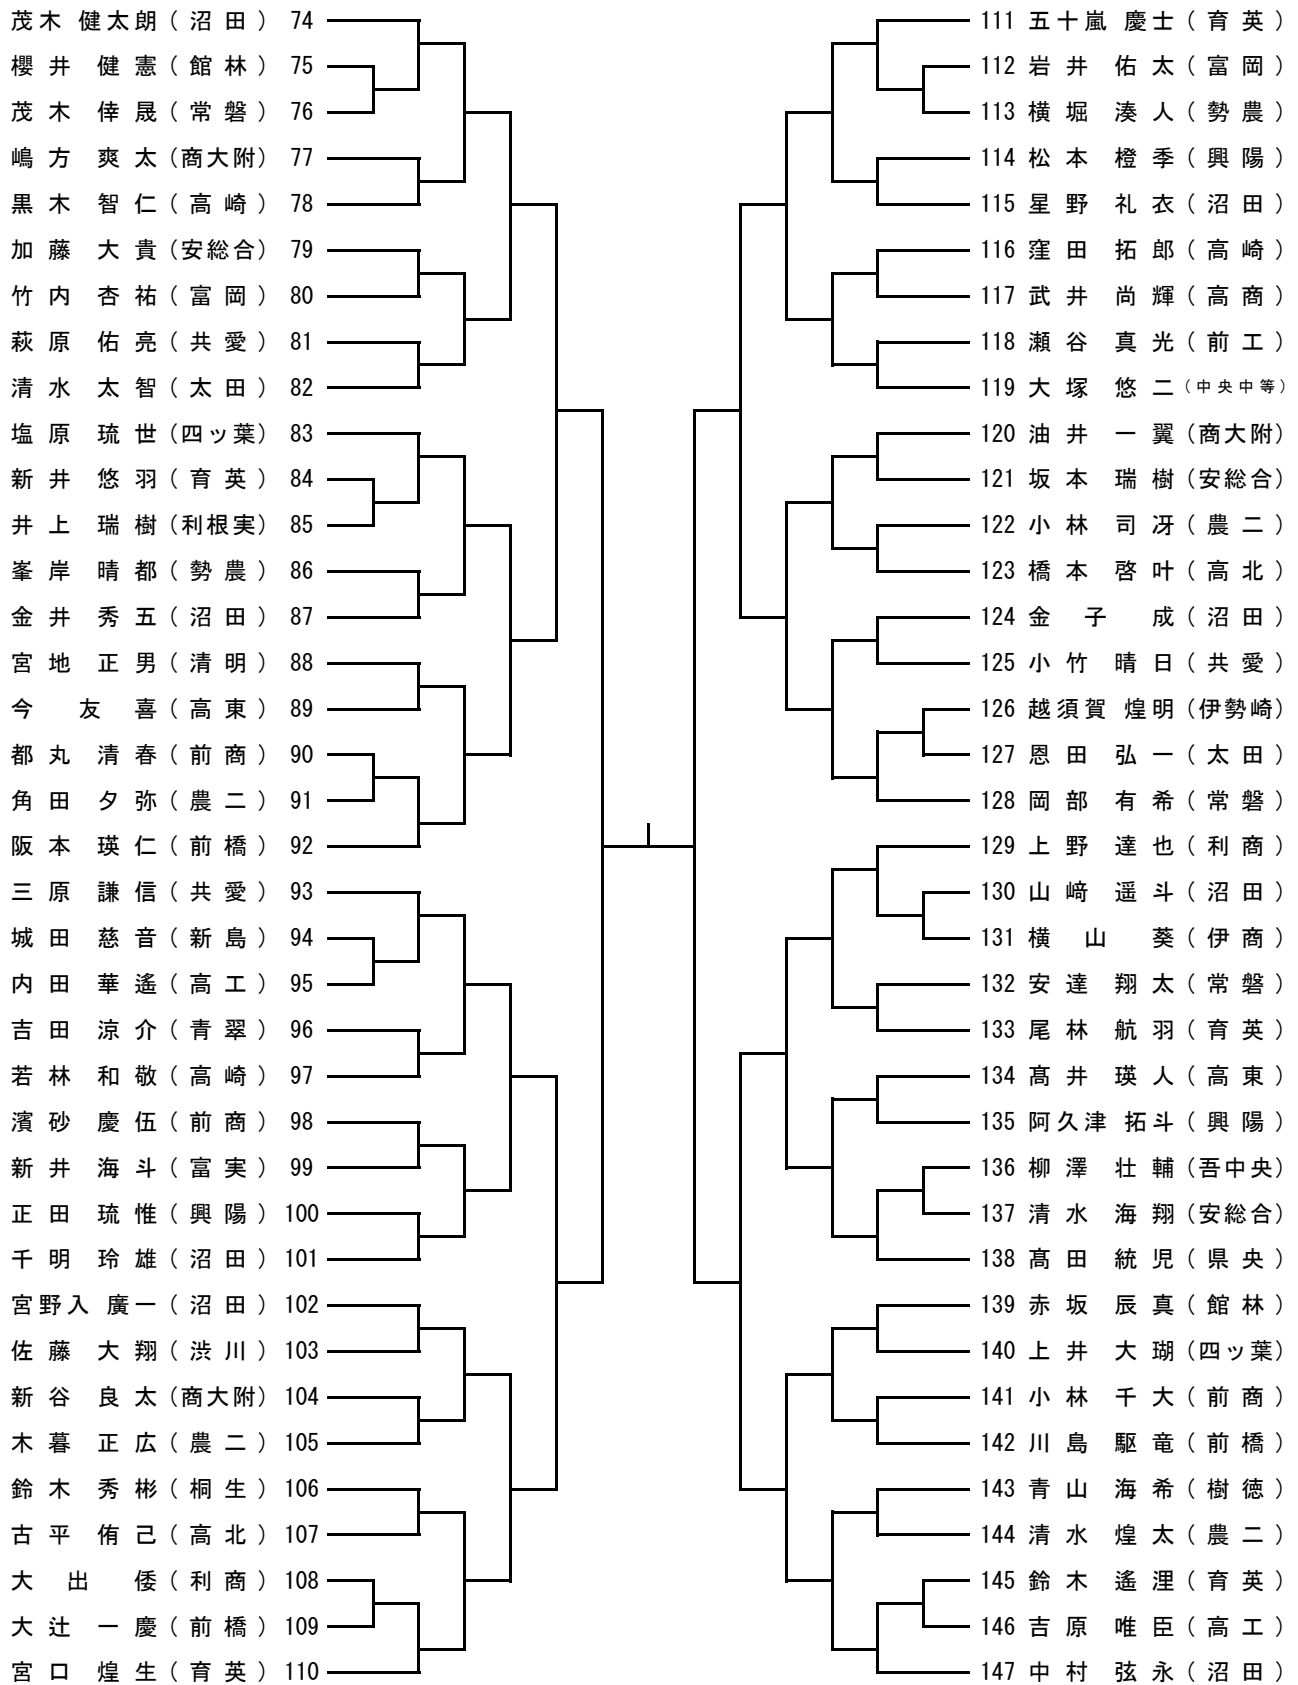 茂木 健太朗 ( 沼 田 ) 74
櫻 井 健 憲 ( 館 林 ) 75
茂 木 倖 晟 ( 常 磐 ) 76
嶋 方 爽 太 (商大附) 77
黒 木 智 仁 ( 高 崎 ) 78
加 藤 大 貴 (安総合) 79
竹 内 杏 祐 ( 富 岡 ) 80
萩 原 佑 亮 ( 共 愛 ) 81
清 水 太 智 ( 太 田 ) 82
塩 原 琉 世 (四ッ葉) 83
新 井 悠 羽 ( 育 英 ) 84
井 上 瑞 樹 (利根実) 85
峯 岸 晴 都 ( 勢 農 ) 86
金 井 秀 五 ( 沼 田 ) 87
宮 地 正 男 ( 清 明 ) 88
今 友 喜 ( 高 東 ) 89
都 丸 清 春 ( 前 商 ) 90
角 田 夕 弥 ( 農 二 ) 91
阪 本 瑛 仁 ( 前 橋 ) 92
三 原 謙 信 ( 共 愛 ) 93
城 田 慈 音 ( 新 島 ) 94
内 田 華 遙 ( 高 工 ) 95
吉 田 涼 介 ( 青 翠 ) 96
若 林 和 敬 ( 高 崎 ) 97
濱 砂 慶 伍 ( 前 商 ) 98
新 井 海 斗 ( 富 実 ) 99
正 田 琉 惟 ( 興 陽 ) 100
千 明 玲 雄 ( 沼 田 ) 101
宮野入 廣一 ( 沼 田 ) 102
佐 藤 大 翔 ( 渋 川 ) 103
新 谷 良 太 (商大附) 104
木 暮 正 広 ( 農 二 ) 105
鈴 木 秀 彬 ( 桐 生 ) 106
古 平 侑 己 ( 高 北 ) 107
大 出 倭 ( 利 商 ) 108
大 辻 一 慶 ( 前 橋 ) 109
宮 口 煌 生 ( 育 英 ) 110
111 五十嵐 慶士 ( 育 英 )
112 岩 井 佑 太 ( 富 岡 )
113 横 堀 湊 人 ( 勢 農 )
114 松 本 橙 季 ( 興 陽 )
115 星 野 礼 衣 ( 沼 田 )
116 窪 田 拓 郎 ( 高 崎 )
117 武 井 尚 輝 ( 高 商 )
118 瀬 谷 真 光 ( 前 工 )
119 大 塚 悠 二 (中央中等)
120 油 井 一 翼 (商大附)
121 坂 本 瑞 樹 (安総合)
122 小 林 司 冴 ( 農 二 )
123 橋 本 啓 叶 ( 高 北 )
124 金 子 成 ( 沼 田 )
125 小 竹 晴 日 ( 共 愛 )
126 越須賀 煌明 (伊勢崎)
127 恩 田 弘 一 ( 太 田 )
128 岡 部 有 希 ( 常 磐 )
129 上 野 達 也 ( 利 商 )
130 山 﨑 遥 斗 ( 沼 田 )
131 横 山 葵 ( 伊 商 )
132 安 達 翔 太 ( 常 磐 )
133 尾 林 航 羽 ( 育 英 )
134 髙 井 瑛 人 ( 高 東 )
135 阿久津 拓斗 ( 興 陽 )
136 柳 澤 壮 輔 (吾中央)
137 清 水 海 翔 (安総合)
138 髙 田 統 児 ( 県 央 )
139 赤 坂 辰 真 ( 館 林 )
140 上 井 大 瑚 (四ッ葉)
141 小 林 千 大 ( 前 商 )
142 川 島 駆 竜 ( 前 橋 )
143 青 山 海 希 ( 樹 徳 )
144 清 水 煌 太 ( 農 二 )
145 鈴 木 遙 浬 ( 育 英 )
146 吉 原 唯 臣 ( 高 工 )
147 中 村 弦 永 ( 沼 田 )